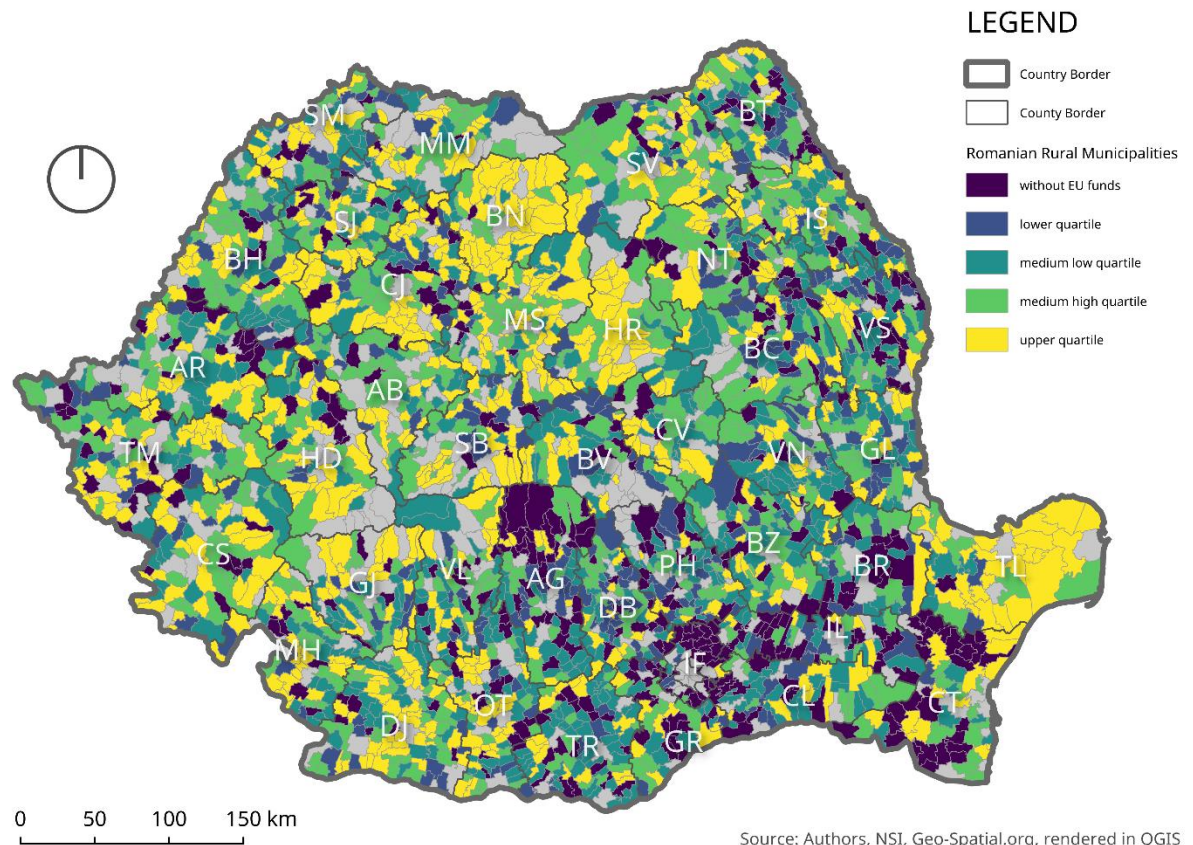 LEGEND
Country Border
County Border
Romanian Rural Municipalities
without EU funds
lower quartile
medium low quartile
medium high quartile
upper quartile
SM
MM
BT
SV
BN
IS
SJ
BH
NT
CJ
MS
HR
VS
BC
AR
AB
CV
SB
TM
HD
BV
VN
GL
CS
BZ
BR
TL
VL
PH
GJ
AG
DB
IL
MH
IF
CL
CT
OT
DJ
TR
GR
0 50 100 150 km
Source: Authors, NSI, Geo-Spatial.org, rendered in QGIS